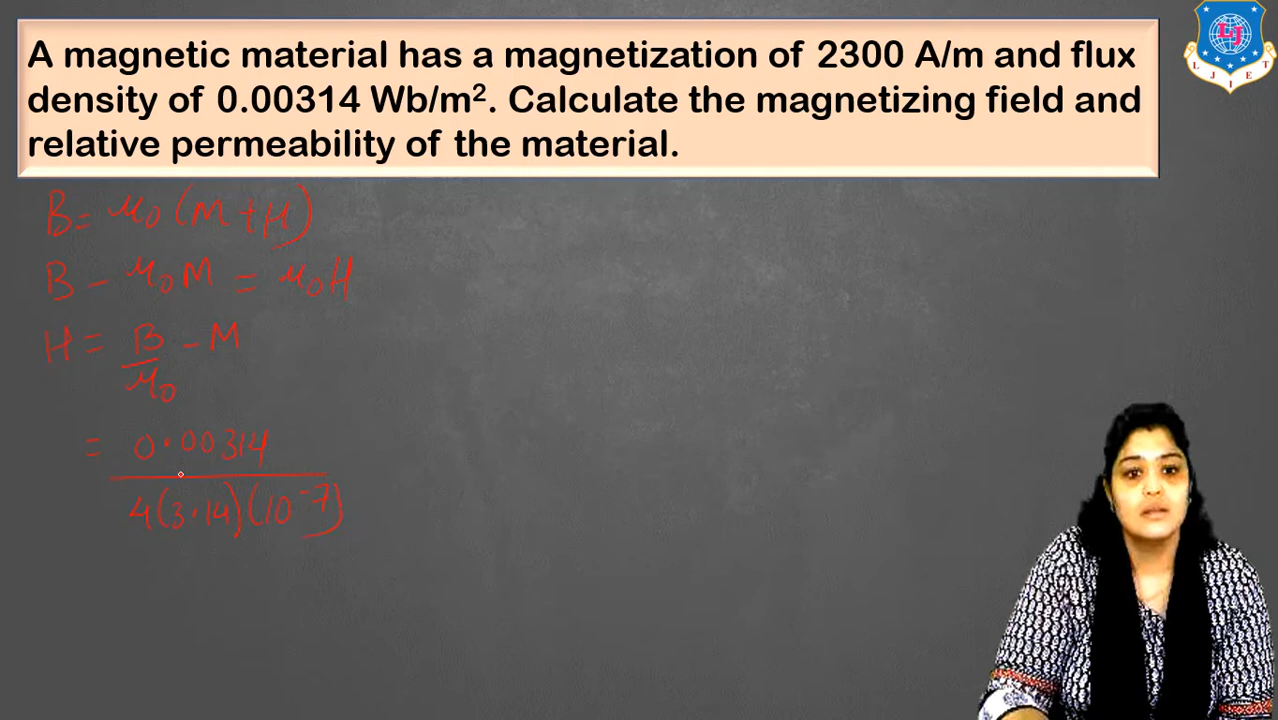 A magnetic material has a magnetization of 2300 A/m and flux
density of 0.00314 Wb/m². Calculate the magnetizing field and
relative permeability of the material.
LJ
L J I E T
B = μ₀ (M + H)
B − μ₀M = μ₀H
H = B/μ₀ − M
= 0.00314
4(3.14)(10⁻⁷)